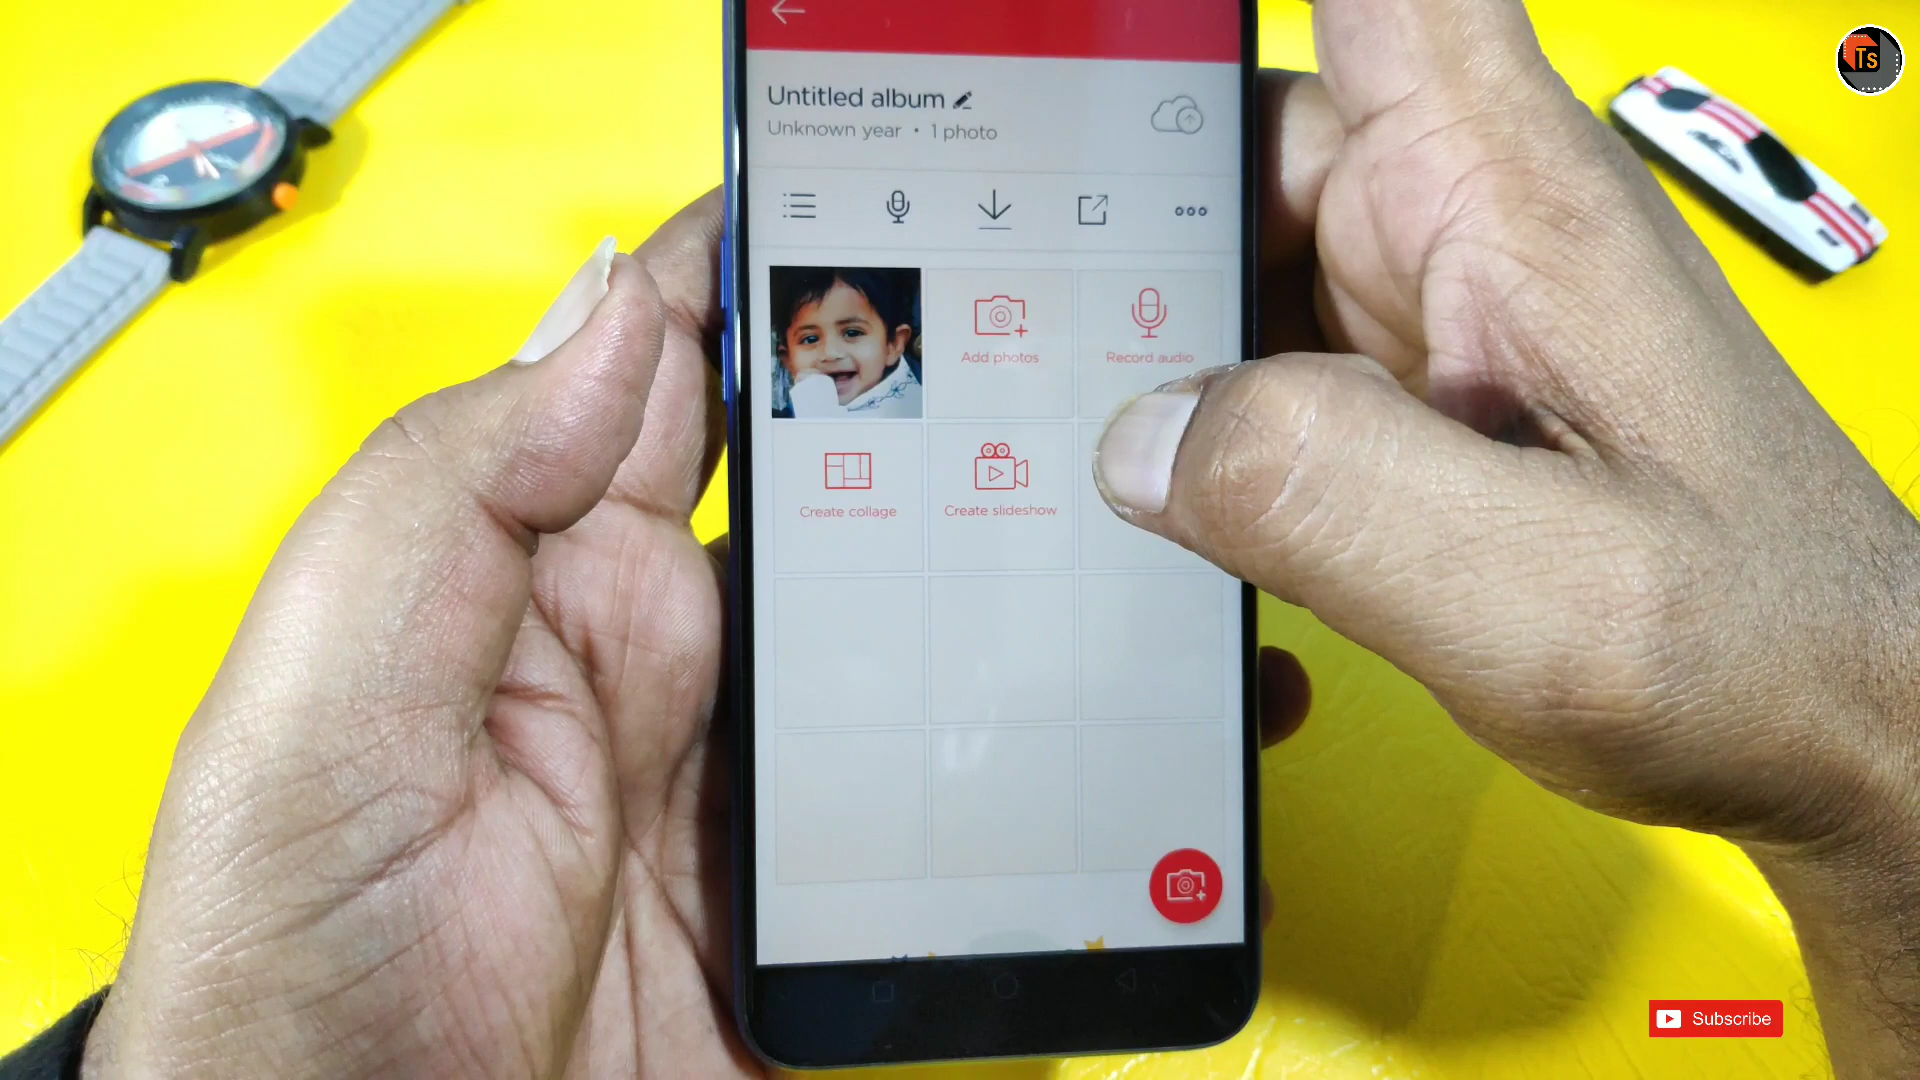 Ts
Untitled album
Unknown year • 1 photo
Add photos
Record audio
Create collage
Create slideshow
Subscribe